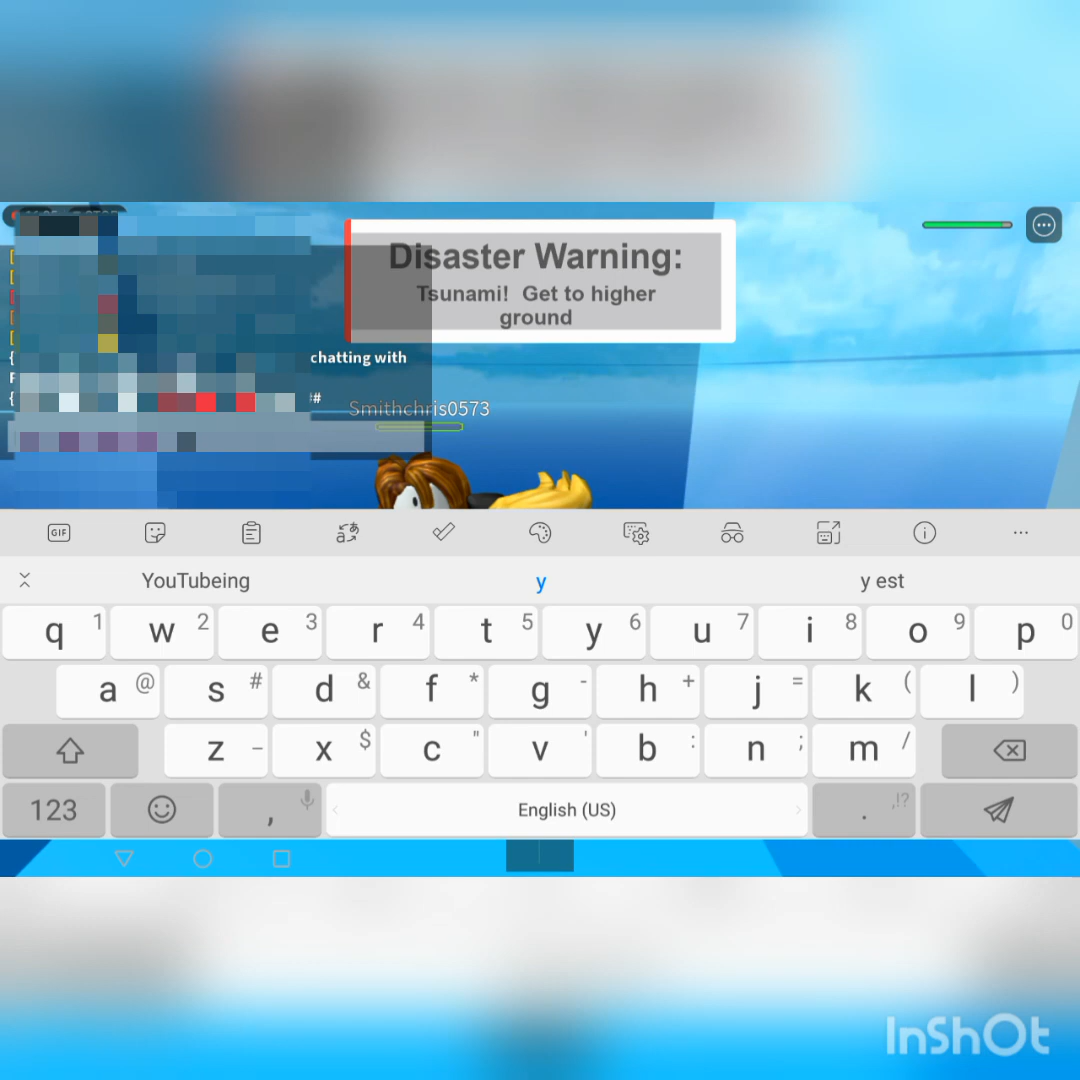 Disaster Warning:
Tsunami! Get to higher
ground
chatting with
Smithchris0573
GIF
YouTubeing y y est
q 1 w 2 e 3 r 4 t 5 y 6 u 7 i 8 o 9 p 0
a @ s # d & f * g - h + j = k ( l )
z – x $ c " v ' b : n ; m /
123 , English (US) . ,!?
InShOt